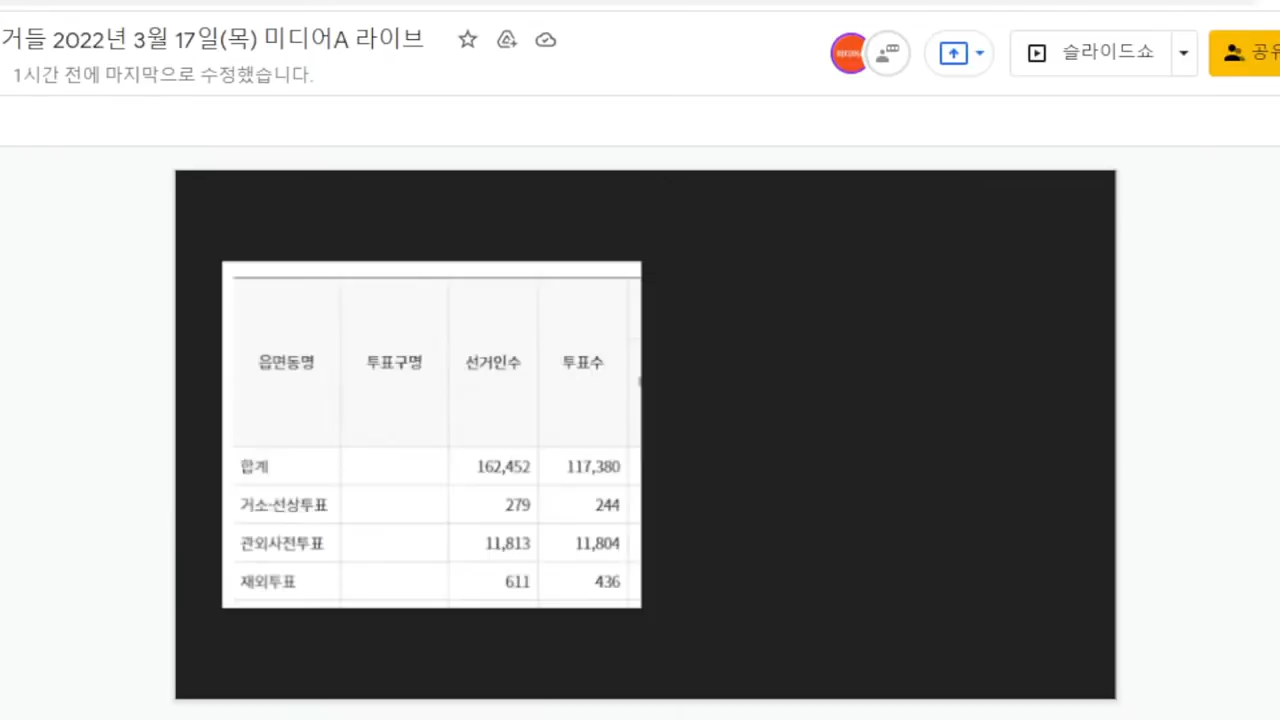 거들 2022년 3월 17일(목) 미디어A 라이브
1시간 전에 마지막으로 수정했습니다.
슬라이드쇼
공유
읍면동명 투표구명 선거인수 투표수
합계 162,452 117,380
거소·선상투표 279 244
관외사전투표 11,813 11,804
재외투표 611 436